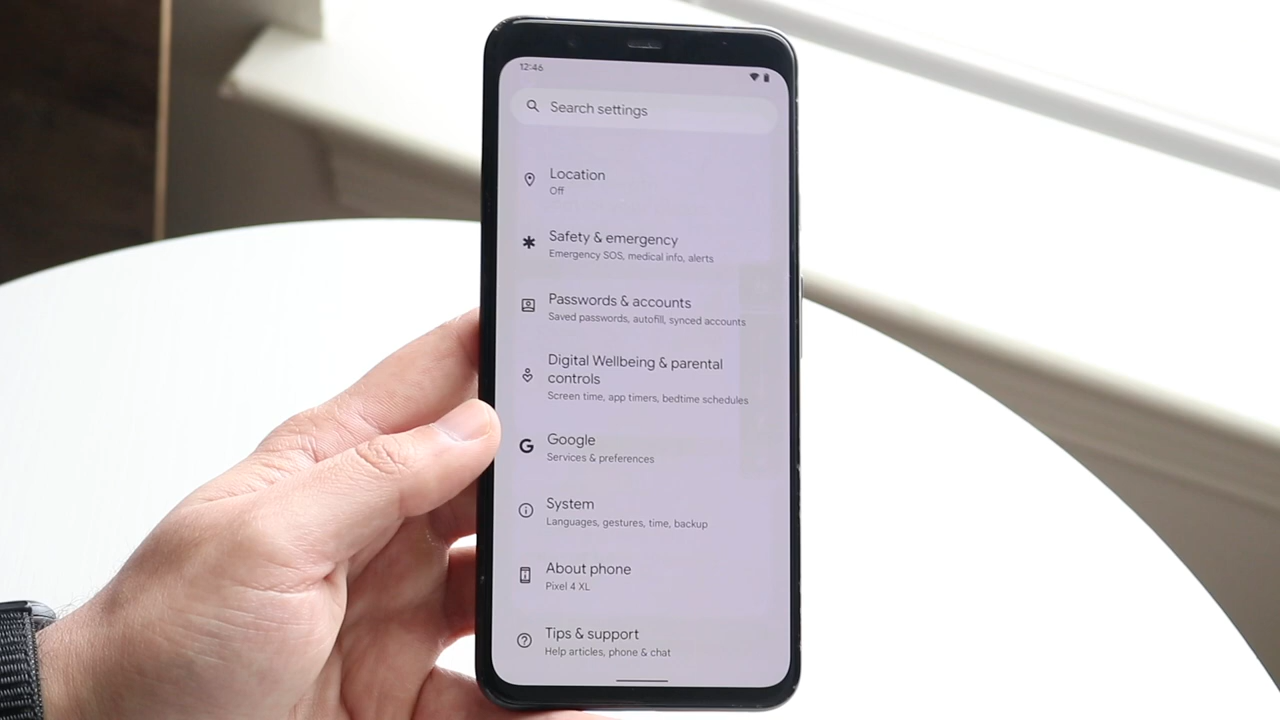 12:46
Search settings
Location
Off
Safety & emergency
Emergency SOS, medical info, alerts
Passwords & accounts
Saved passwords, autofill, synced accounts
Digital Wellbeing & parental
controls
Screen time, app timers, bedtime schedules
Google
Services & preferences
System
Languages, gestures, time, backup
About phone
Pixel 4 XL
Tips & support
Help articles, phone & chat